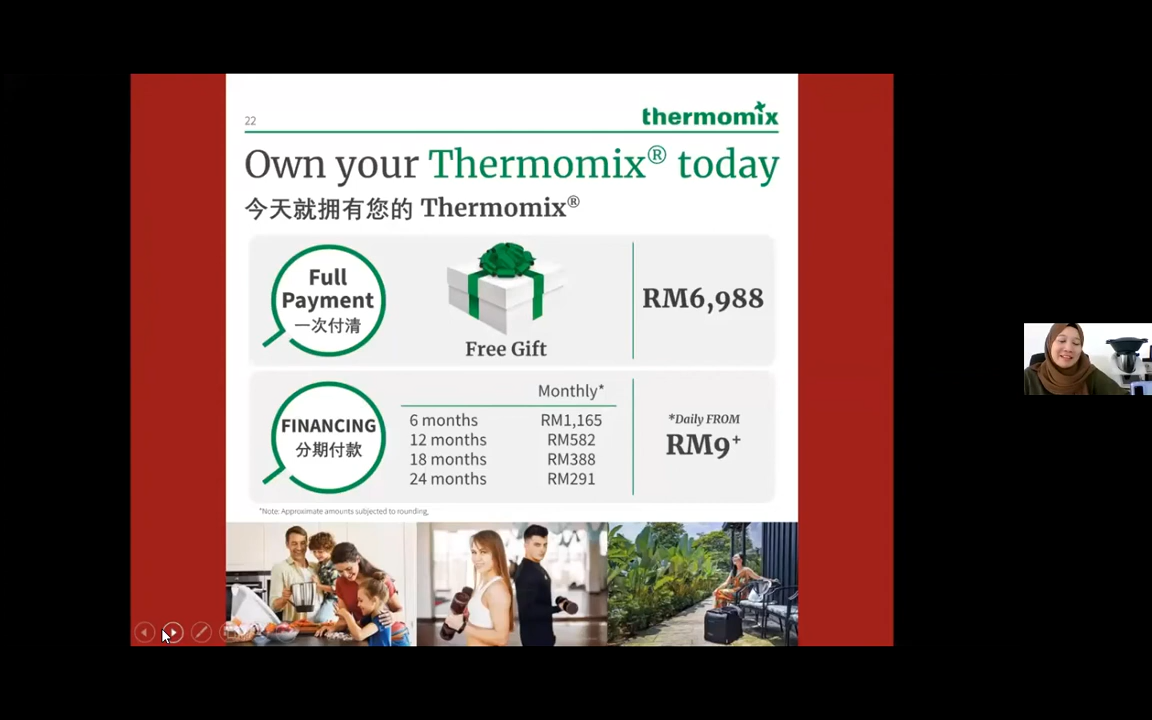 22
thermomix
Own your Thermomix® today
今天就拥有您的 Thermomix®
Full
Payment
一次付清
Free Gift
RM6,988
FINANCING
分期付款
Monthly*
6 months RM1,165
12 months RM582
18 months RM388
24 months RM291
*Daily FROM
RM9+
*Note: Approximate amounts subjected to rounding.